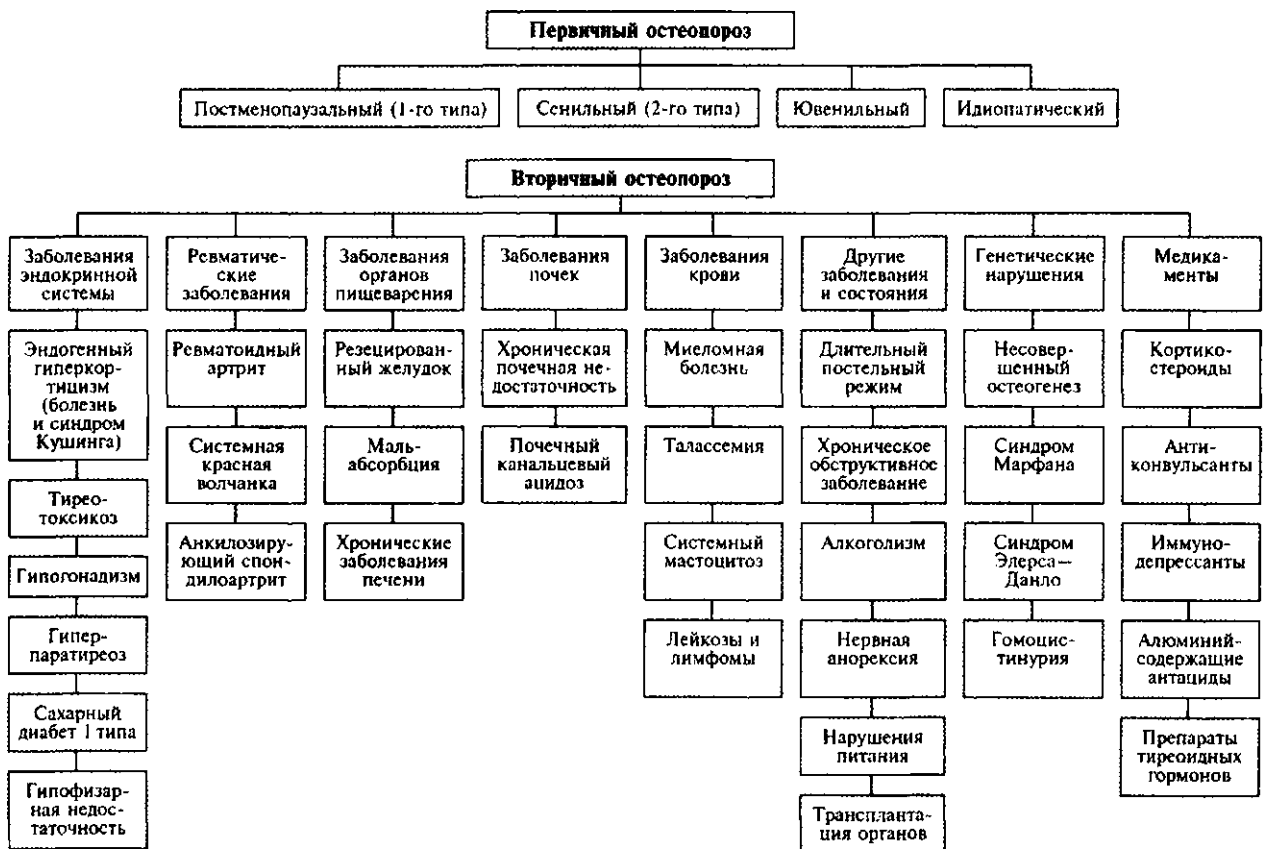 Первичный остеопороз
Постменопаузальный (1-го типа)
Сенильный (2-го типа)
Ювенильный
Идиопатический
Вторичный остеопороз
Заболевания
эндокринной
системы
Эндогенный
гиперкор-
тицизм
(болезнь
и синдром
Кушинга)
Тирео-
токсикоз
Гипогонадизм
Гипер-
паратиреоз
Сахарный
диабет 1 типа
Гипофизар-
ная недос-
таточность
Ревматиче-
ские
заболевания
Ревматоидный
артрит
Системная
красная
волчанка
Анкилозиру-
ющий спон-
дилоартрит
Заболевания
органов
пищеварения
Резецирован-
ный желудок
Маль-
абсорбция
Хронические
заболевания
печени
Заболевания
почек
Хроническая
почечная не-
достаточность
Почечный
канальцевый
ацидоз
Заболевания
крови
Миеломная
болезнь
Талассемия
Системный
мастоцитоз
Лейкозы и
лимфомы
Другие
заболевания
и состояния
Длительный
постельный
режим
Хроническое
обструктивное
заболевание
Алкоголизм
Нервная
анорексия
Нарушения
питания
Трансплата-
ция органов
Генетические
нарушения
Несовер-
шенный
остеогенез
Синдром
Марфана
Синдром
Элерса—
Данло
Гомоцис-
тинурия
Медика-
менты
Кортико-
стероиды
Анти-
конвульсанты
Иммуно-
депрессанты
Алюминий-
содержащие
антациды
Препараты
тиреоидных
гормонов